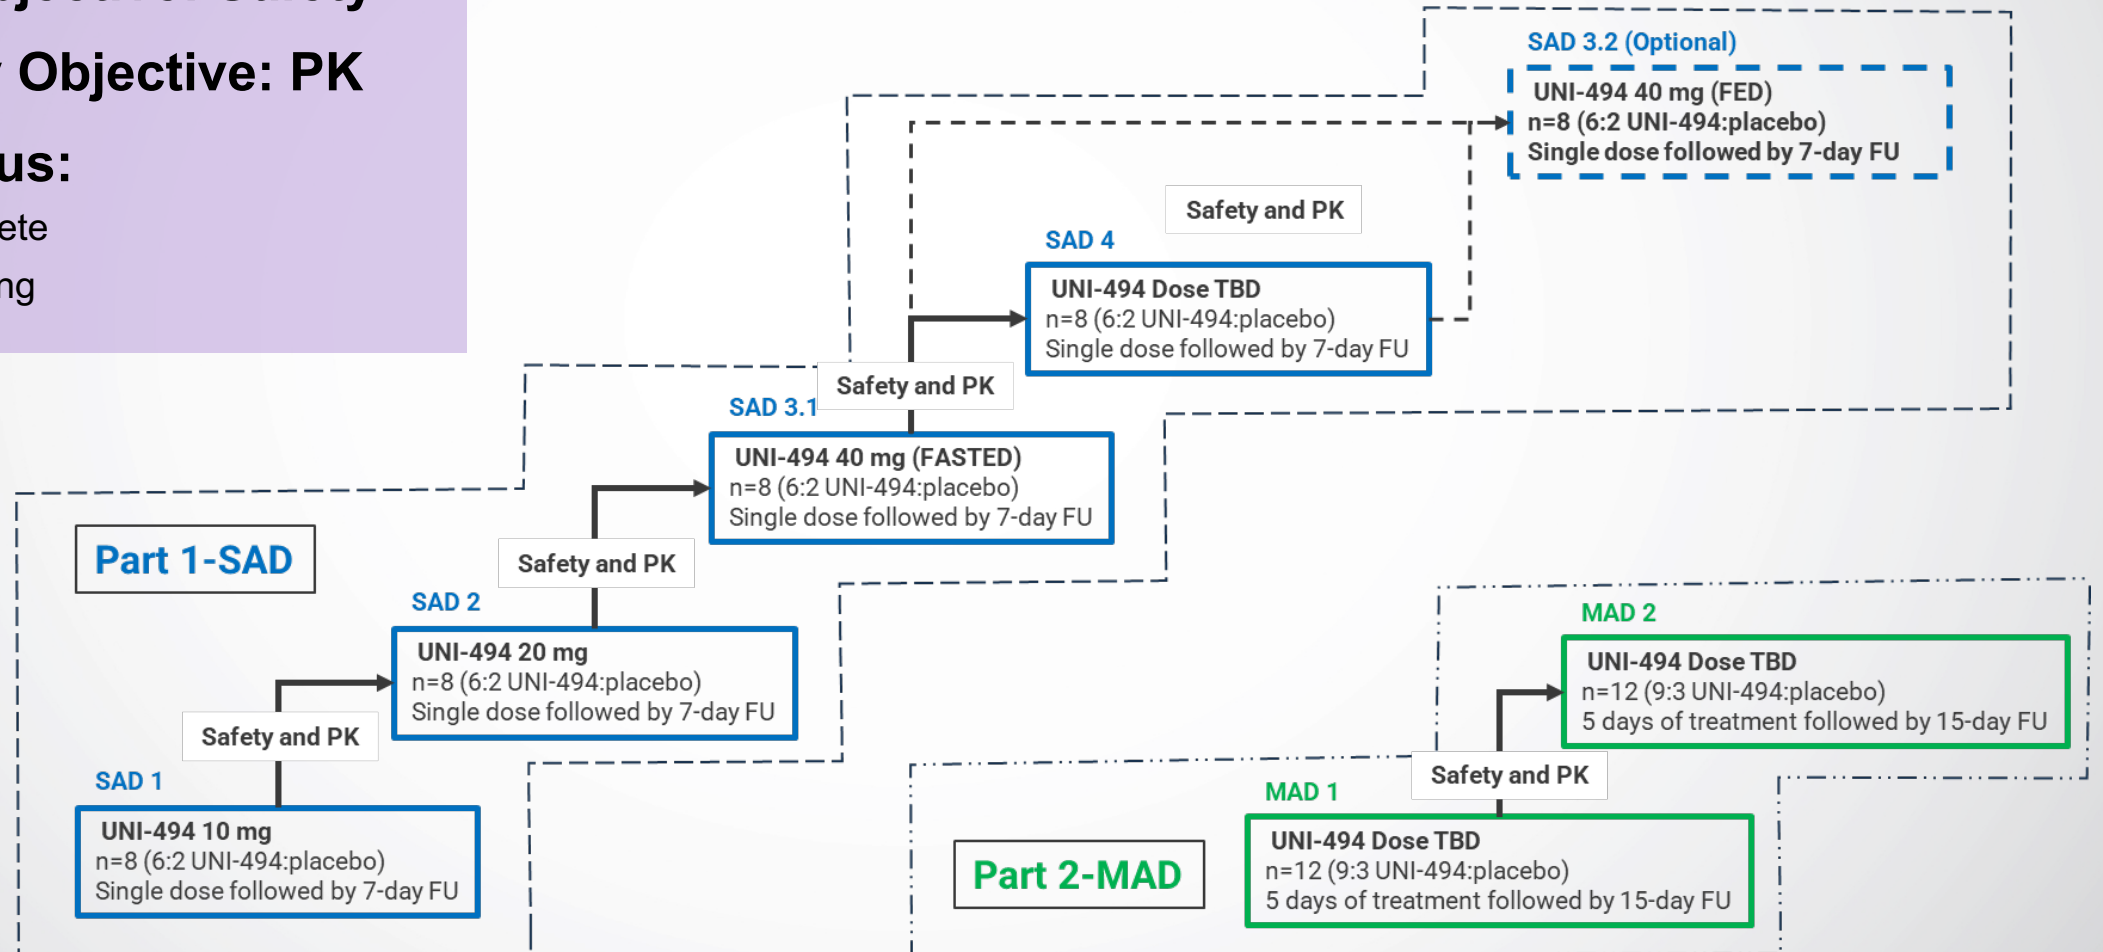 Objective: PK
SAD 3.2 (Optional)
UNI-494 40 mg (FED)
n=8 (6:2 UNI-494:placebo)
Single dose followed by 7-day FU
Safety and PK
SAD 4
UNI-494 Dose TBD
n=8 (6:2 UNI-494:placebo)
Single dose followed by 7-day FU
Safety and PK
SAD 3.1
UNI-494 40 mg (FASTED)
n=8 (6:2 UNI-494:placebo)
Single dose followed by 7-day FU
Part 1-SAD
Safety and PK
SAD 2
UNI-494 20 mg
n=8 (6:2 UNI-494:placebo)
Single dose followed by 7-day FU
Safety and PK
SAD 1
UNI-494 10 mg
n=8 (6:2 UNI-494:placebo)
Single dose followed by 7-day FU
MAD 2
UNI-494 Dose TBD
n=12 (9:3 UNI-494:placebo)
5 days of treatment followed by 15-day FU
Safety and PK
MAD 1
UNI-494 Dose TBD
n=12 (9:3 UNI-494:placebo)
5 days of treatment followed by 15-day FU
Part 2-MAD